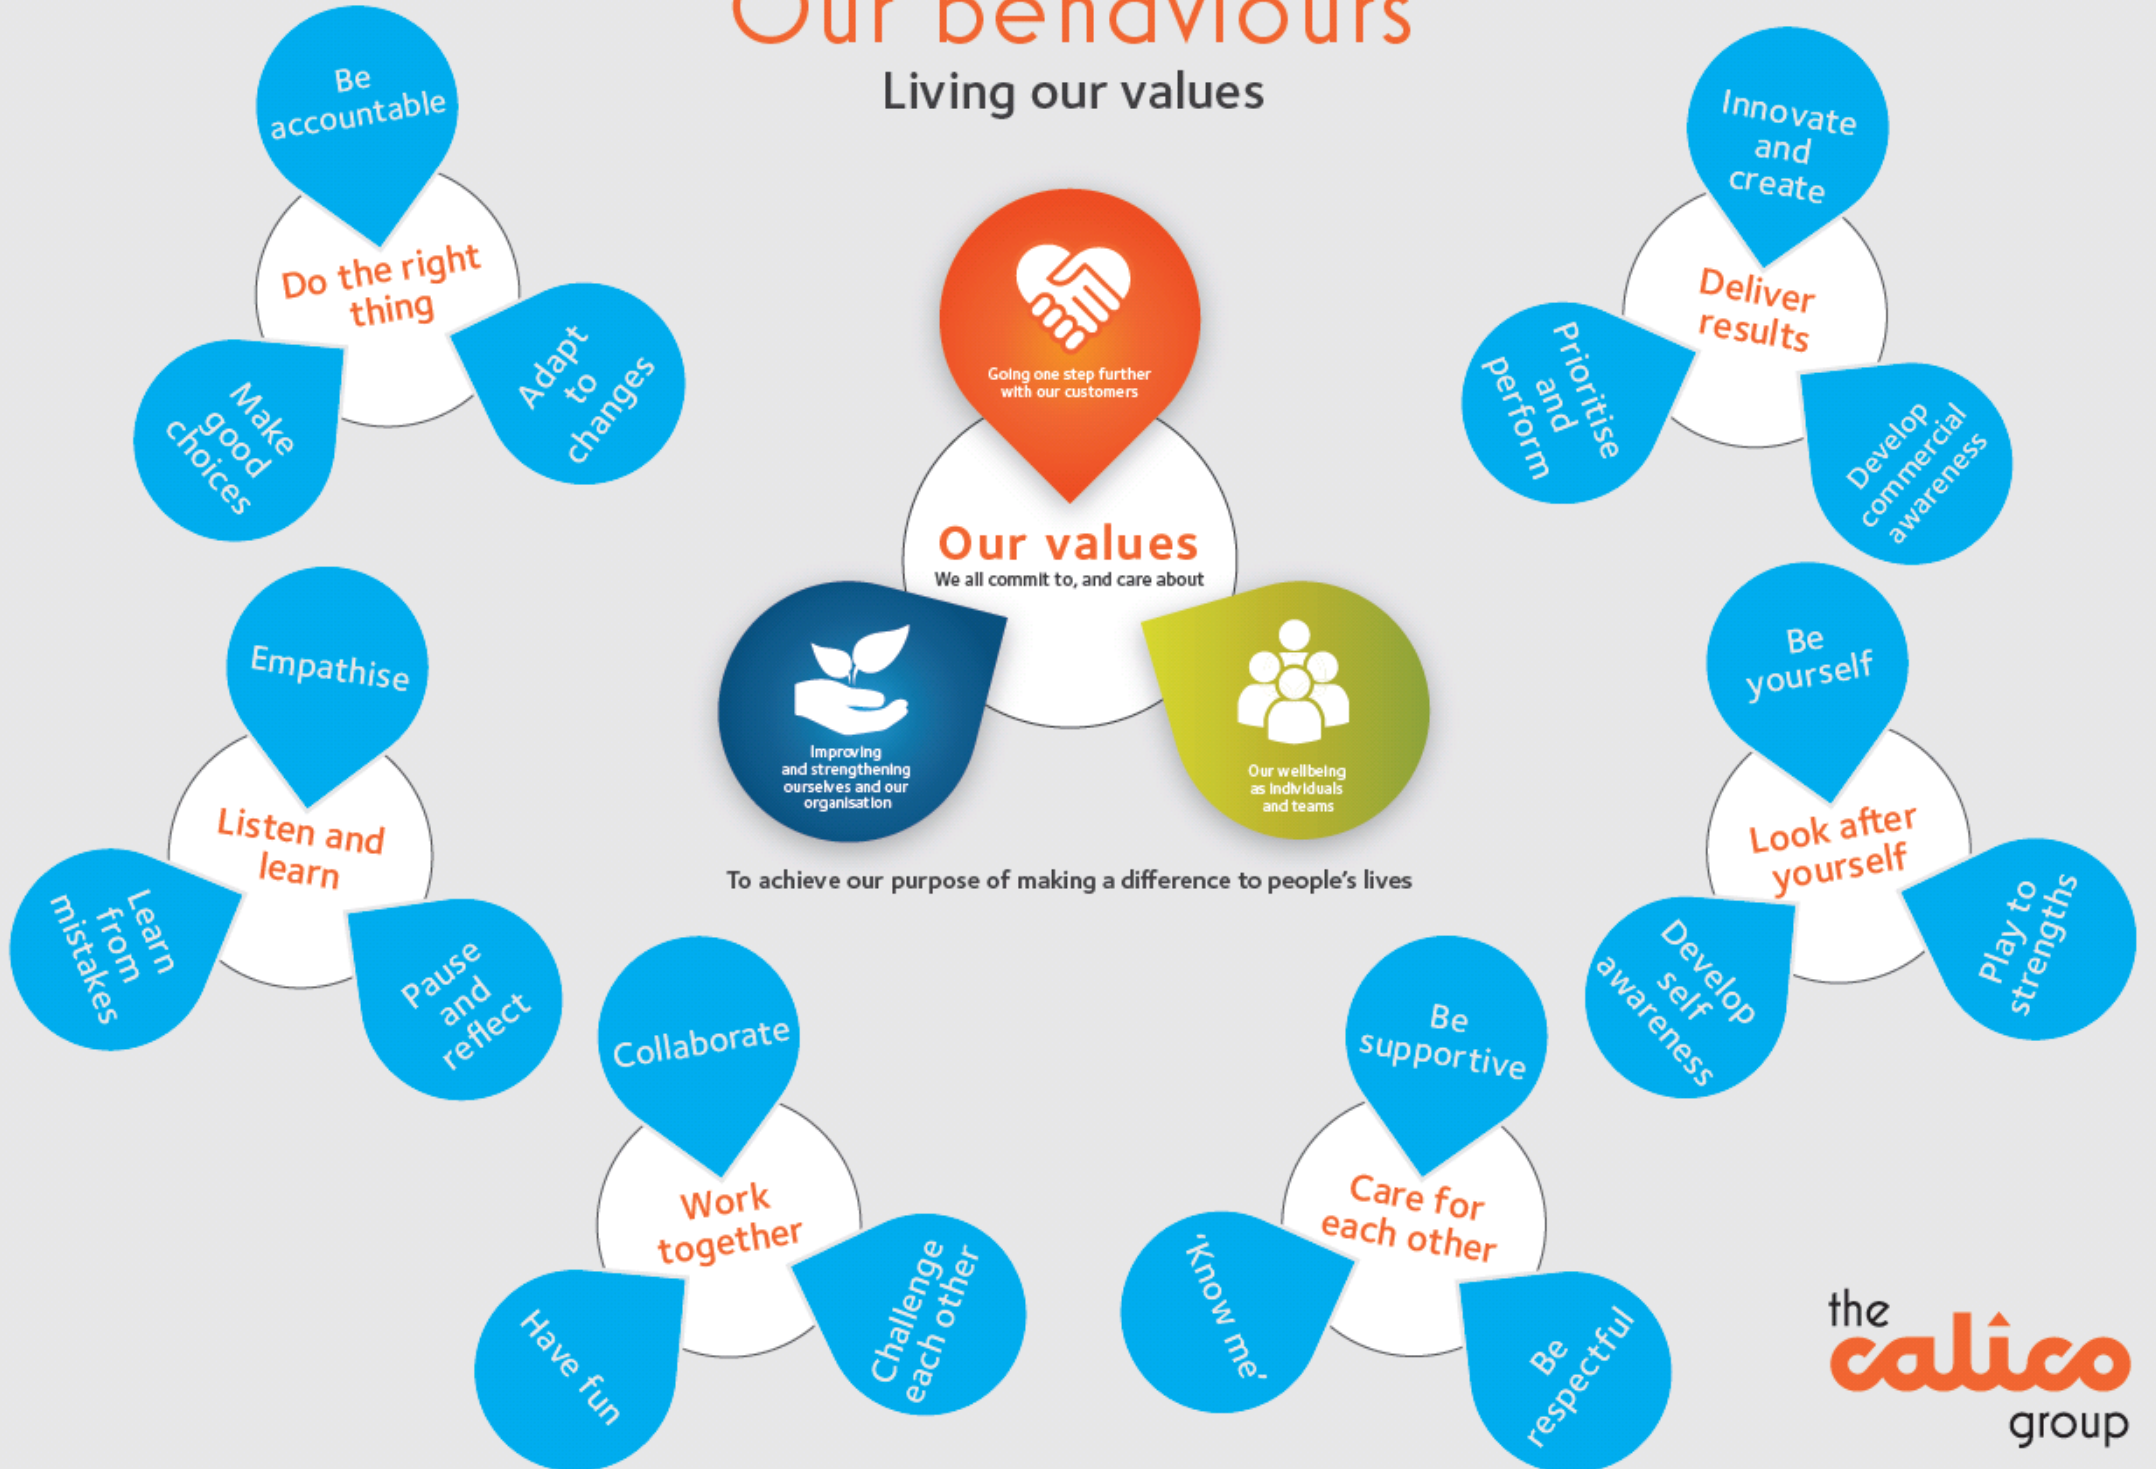 Our behaviours
Living our values
Be
accountable
Do the right
thing
Make
good
choices
Adapt
to
changes
Innovate
and
create
Deliver
results
Prioritise
and
perform
Develop
commercial
awareness
Going one step further
with our customers
Our values
We all commit to, and care about
Improving
and strengthening
ourselves and our
organisation
Our wellbeing
as individuals
and teams
To achieve our purpose of making a difference to people's lives
Empathise
Listen and
learn
Learn
from
mistakes
Pause
and
reflect
Be
yourself
Look after
yourself
Develop
self
awareness
Play to
strengths
Collaborate
Work
together
Have fun
Challenge
each other
Be
supportive
Care for
each other
'Know me'
Be
respectful
the
calico
group